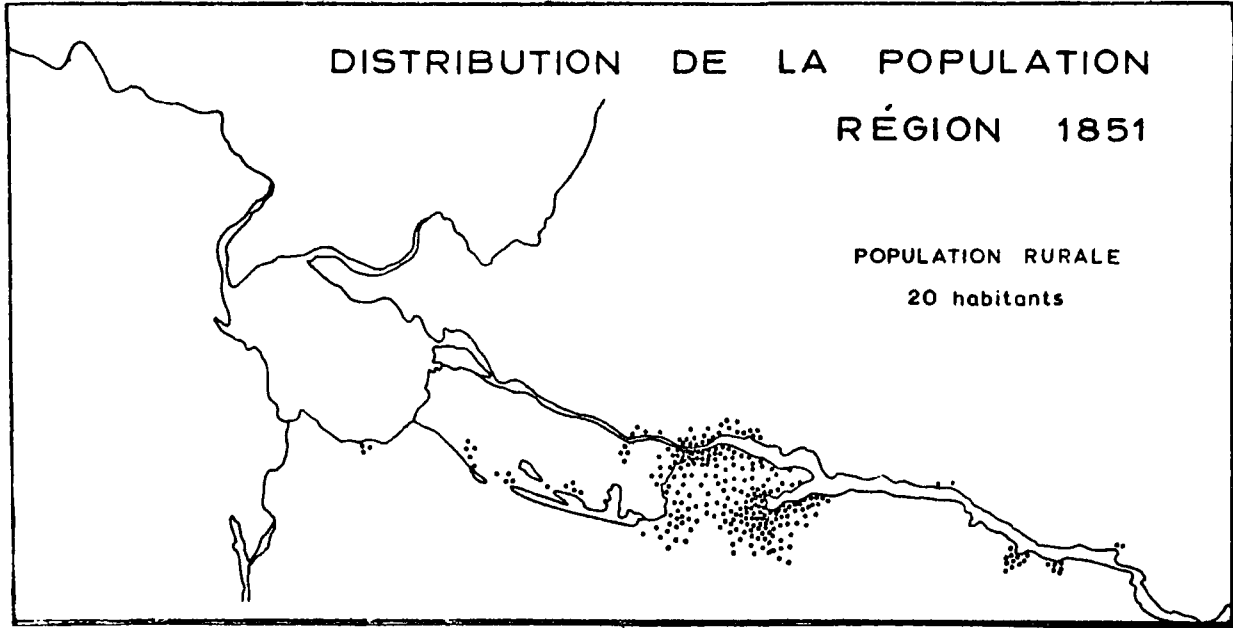 DISTRIBUTION DE LA POPULATION
RÉGION 1851
POPULATION RURALE
20 habitants